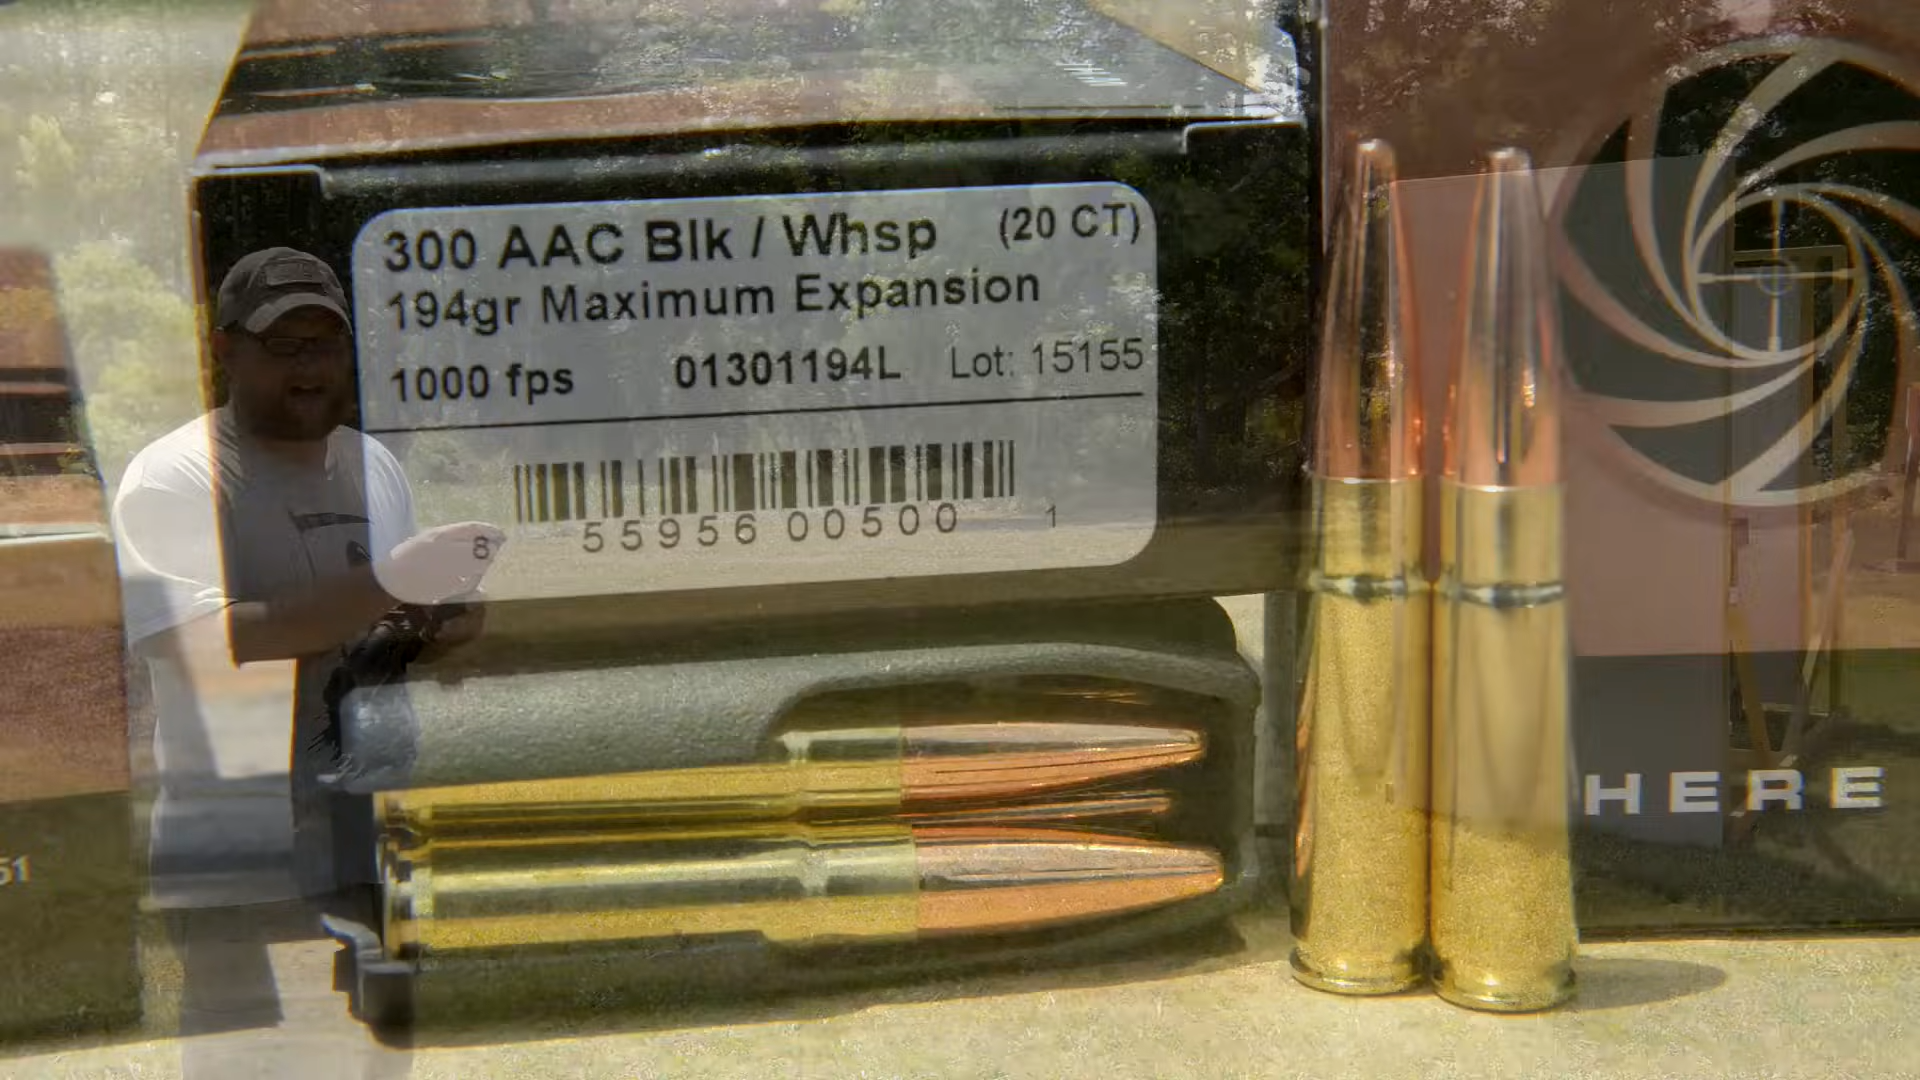 300 AAC Blk / Whsp (20 CT)
194gr Maximum Expansion
1000 fps 01301194L Lot: 15155
8 55956 00500 1
HERE
51